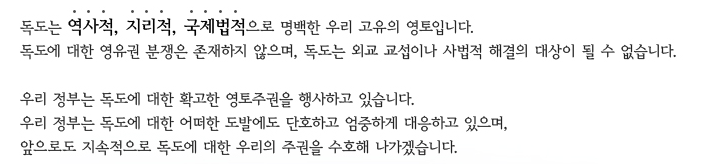 독도는 역사적, 지리적, 국제법적으로 명백한 우리 고유의 영토입니다.
독도에 대한 영유권 분쟁은 존재하지 않으며, 독도는 외교 교섭이나 사법적 해결의 대상이 될 수 없습니다.
우리 정부는 독도에 대한 확고한 영토주권을 행사하고 있습니다.
우리 정부는 독도에 대한 어떠한 도발에도 단호하고 엄중하게 대응하고 있으며,
앞으로도 지속적으로 독도에 대한 우리의 주권을 수호해 나가겠습니다.